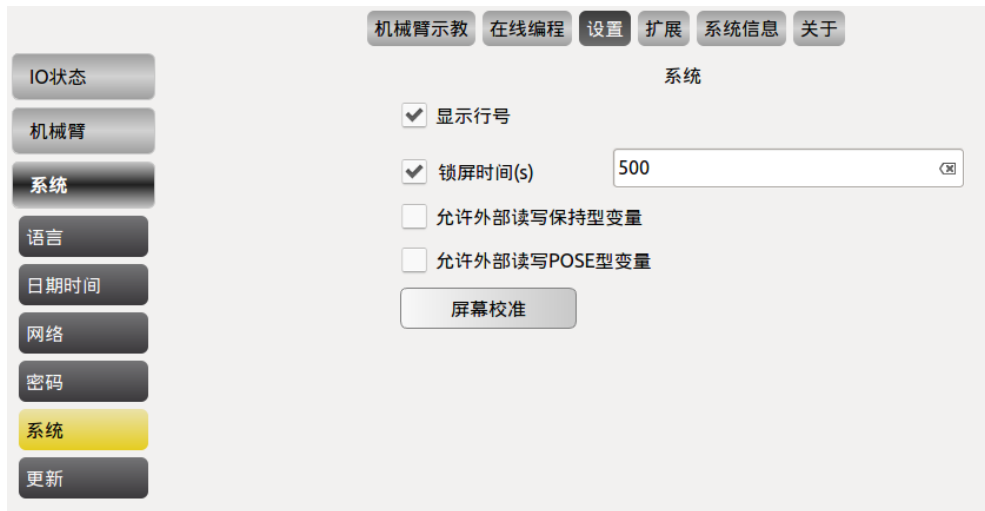 机械臂示教 在线编程 设置 扩展 系统信息 关于
IO状态
机械臂
系统
语言
日期时间
网络
密码
系统
更新
系统
显示行号
锁屏时间(s) 500
允许外部读写保持型变量
允许外部读写POSE型变量
屏幕校准